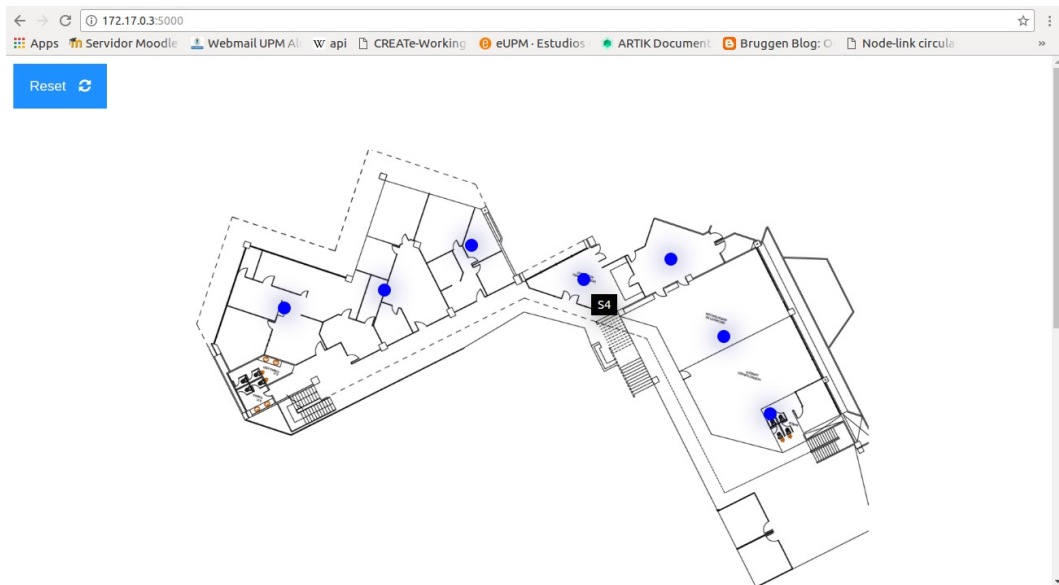 172.17.0.3:5000
Apps Servidor Moodle Webmail UPM Al api CREATe-Working eUPM · Estudios ARTIK Document Bruggen Blog: O Node-link circula »
Reset
S4